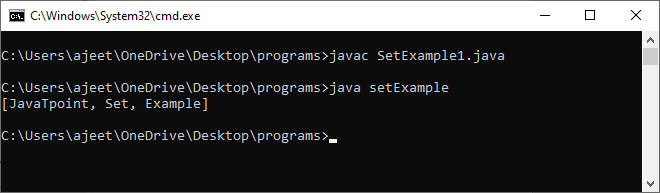 C:\Windows\System32\cmd.exe
C:\Users\ajeet\OneDrive\Desktop\programs>javac SetExample1.java
C:\Users\ajeet\OneDrive\Desktop\programs>java setExample
[JavaTpoint, Set, Example]
C:\Users\ajeet\OneDrive\Desktop\programs>